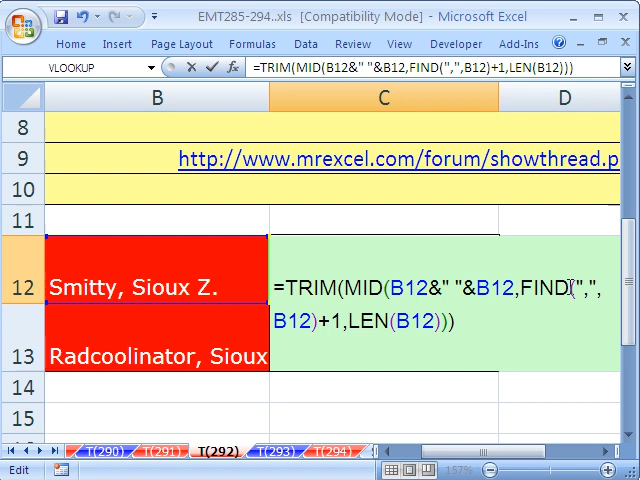 EMT285-294..xls [Compatibility Mode] - Microsoft Excel
Home Insert Page Layout Formulas Data Review View Developer Add-Ins
VLOOKUP =TRIM(MID(B12&" "&B12,FIND(",",B12)+1,LEN(B12)))
B C D
8
9 http://www.mrexcel.com/forum/showthread.p
10
11
12 Smitty, Sioux Z. =TRIM(MID(B12&" "&B12,FIND(",",
B12)+1,LEN(B12)))
13 Radcoolinator, Sioux
14
15
T(290) T(291) T(292) T(293) T(294)
Edit 157%